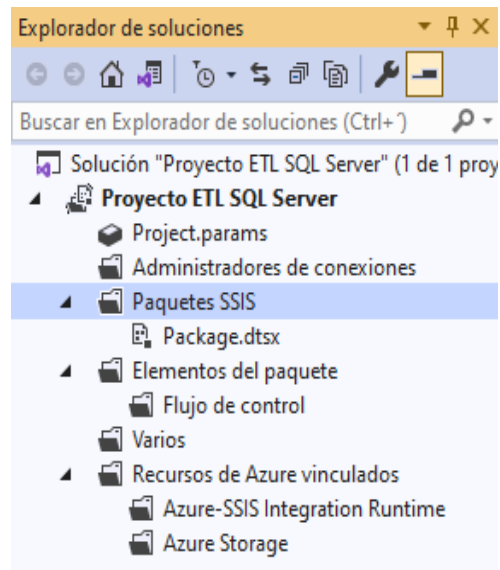 Explorador de soluciones
Buscar en Explorador de soluciones (Ctrl+´)
Solución "Proyecto ETL SQL Server" (1 de 1 proy
Proyecto ETL SQL Server
Project.params
Administradores de conexiones
Paquetes SSIS
Package.dtsx
Elementos del paquete
Flujo de control
Varios
Recursos de Azure vinculados
Azure-SSIS Integration Runtime
Azure Storage